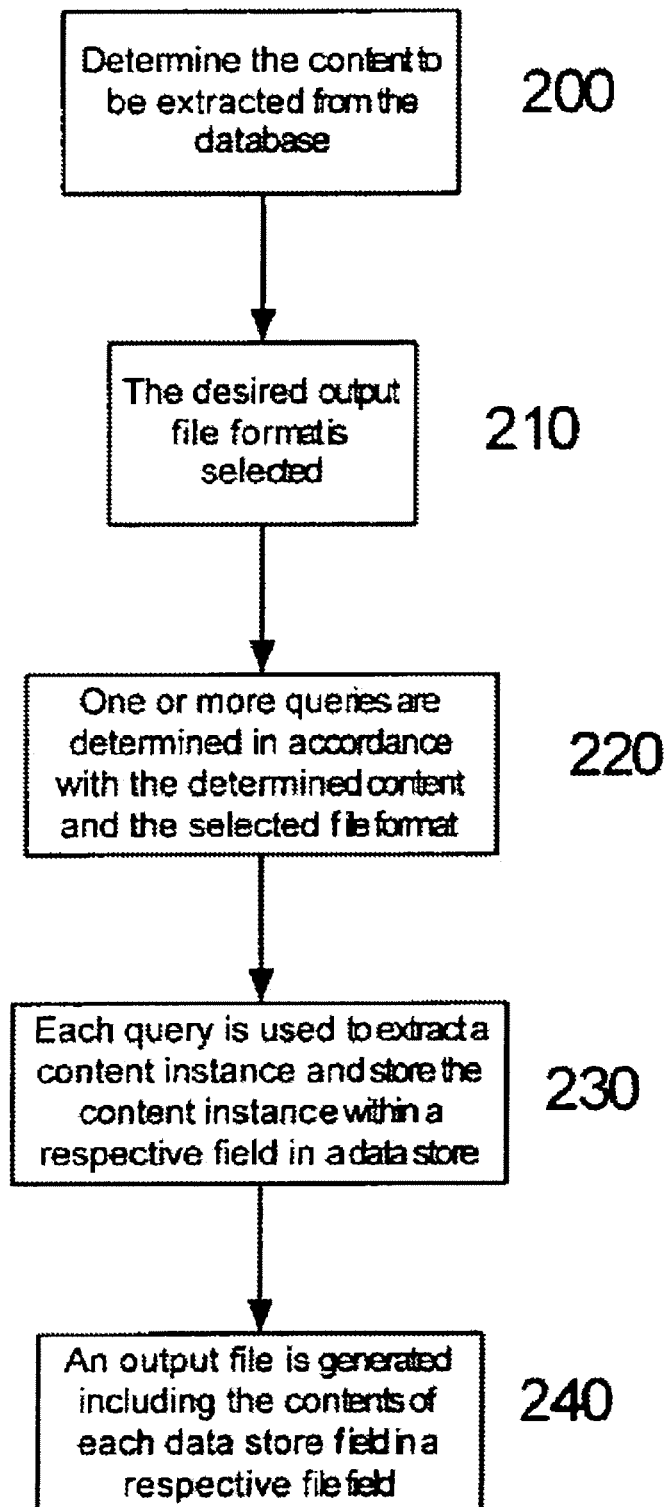 Determine the content to
be extracted from the
database
200
The desired output
file format is
selected
210
One or more queries are
determined in accordance
with the determined content
and the selected file format
220
Each query is used to extract a
content instance and store the
content instance within a
respective field in a data store
230
An output file is generated
including the contents of
each data store field in a
respective file field
240